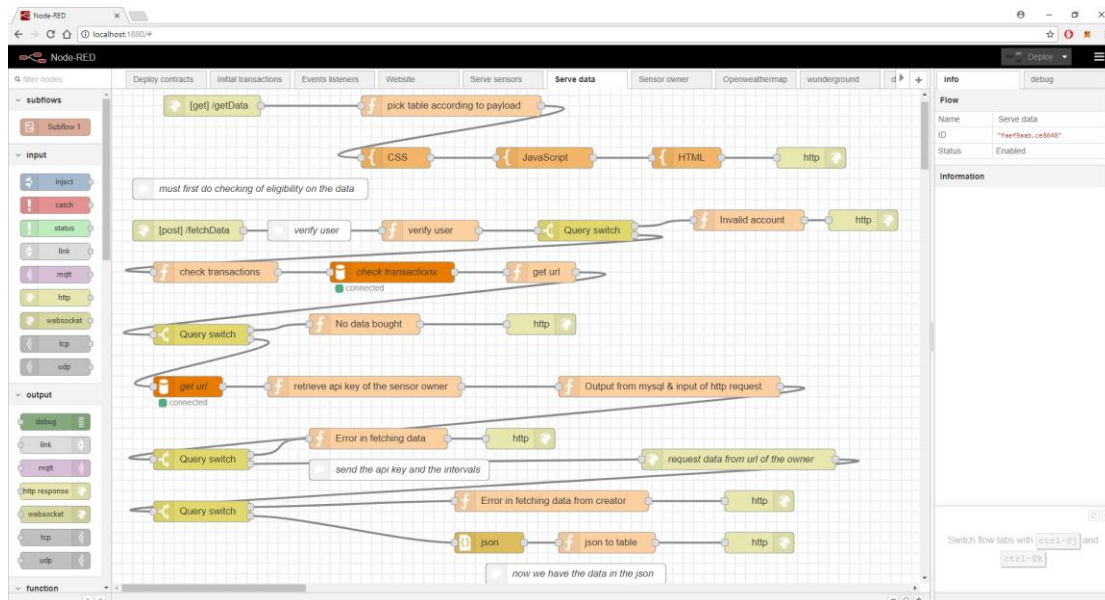 Node-RED
localhost:1880/#
Node-RED
Deploy
filter nodes
Deploy contracts
Initial transactions
Events listeners
Website
Serve sensors
Serve data
Sensor owner
Openweathermap
wunderground
info
debug
subflows
Subflow 1
input
inject
catch
status
link
mqtt
http
websocket
tcp
udp
output
debug
link
mqtt
http response
websocket
tcp
udp
function
[get] /getData
pick table according to payload
CSS
JavaScript
HTML
http
must first do checking of eligibility on the data
[post] /fetchData
verify user
verify user
Query switch
Invalid account
http
check transactions
check transactions
connected
get url
Query switch
No data bought
http
get url
connected
retrieve api key of the sensor owner
Output from mysql & input of http request
Query switch
Error in fetching data
http
send the api key and the intervals
request data from url of the owner
Query switch
Error in fetching data from creator
http
json
json to table
http
now we have the data in the json
Flow
Name Serve data
ID "faef9aab.ce8648"
Status Enabled
Information
Switch flow tabs with ctrl-⇧j and
ctrl-⇧k